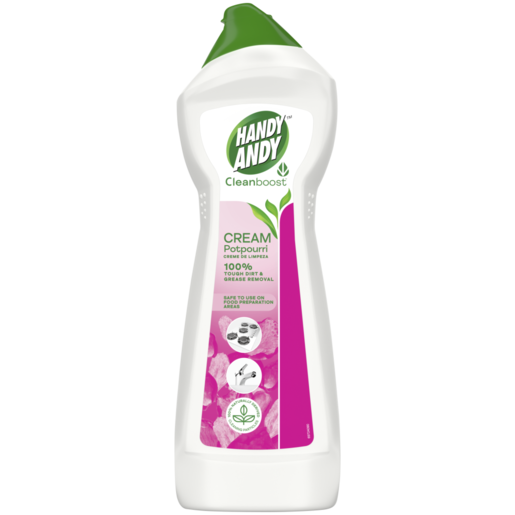 HANDY
ANDY
TM
Cleanboost
CREAM
Potpourri
CREME DE LIMPEZA
100%
TOUGH DIRT &
GREASE REMOVAL
SAFE TO USE ON
FOOD PREPARATION
AREAS